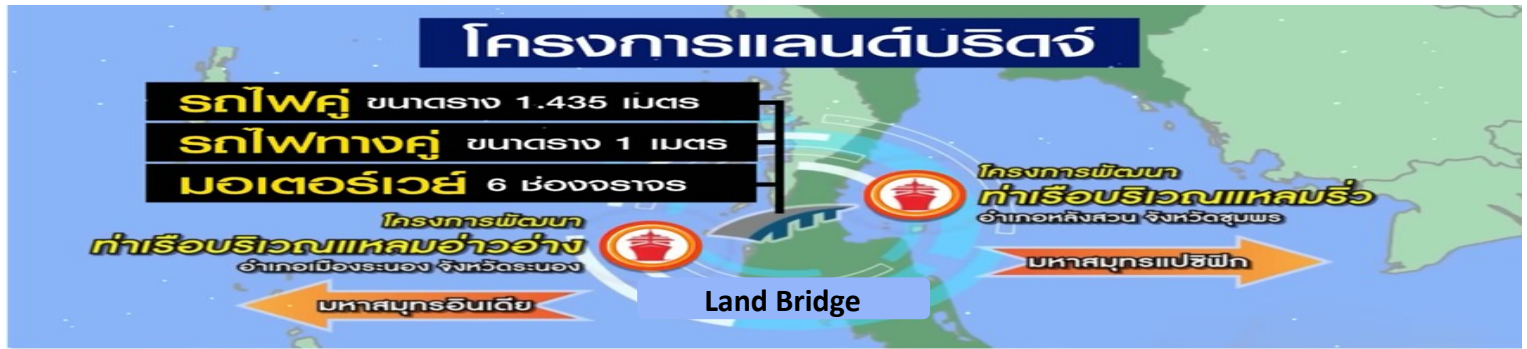 โครงการแลนด์บริดจ์
รถไฟคู่ ขนาดราง 1.435 เมตร
รถไฟทางคู่ ขนาดราง 1 เมตร
มอเตอร์เวย์ 6 ช่องจราจร
โครงการพัฒนา
ท่าเรือบริเวณแหลมริ่ว
อำเภอหลังสวน จังหวัดชุมพร
โครงการพัฒนา
ท่าเรือบริเวณแหลมอ่าวอ่าง
อำเภอเมืองระนอง จังหวัดระนอง
มหาสมุทรแปซิฟิก
มหาสมุทรอินเดีย
Land Bridge